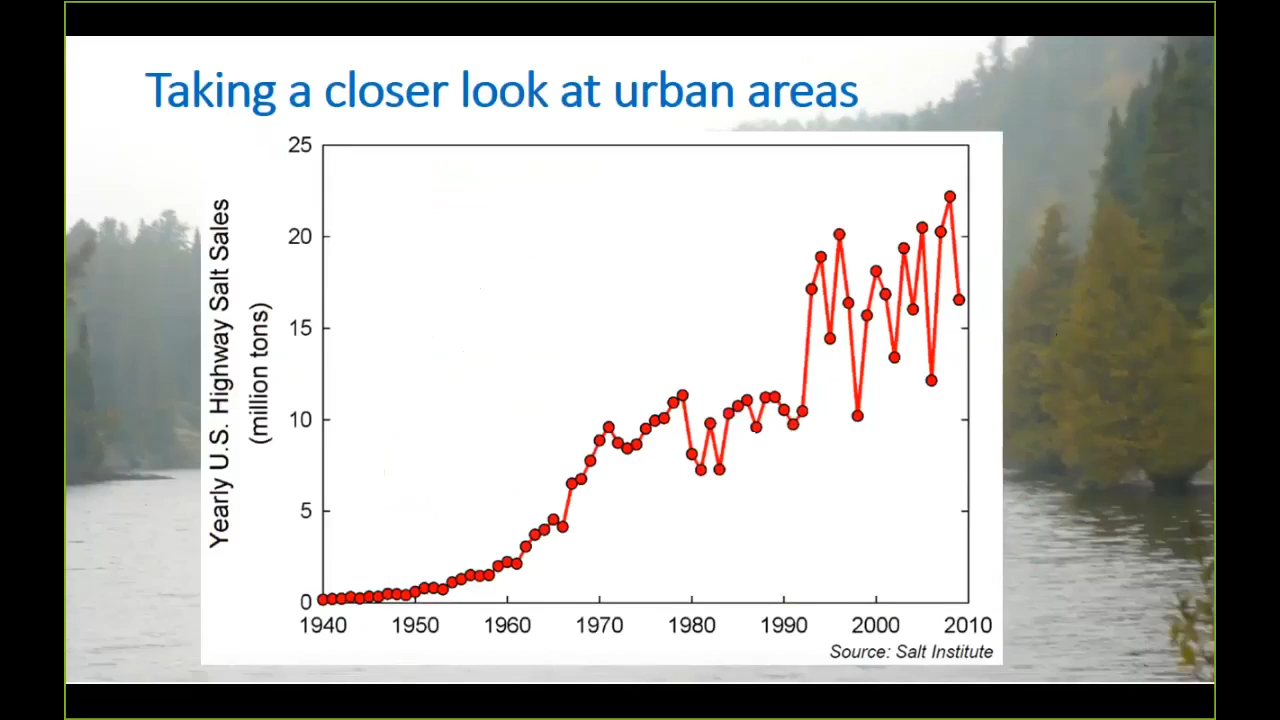 Taking a closer look at urban areas
Yearly U.S. Highway Salt Sales
(million tons)
25
20
15
10
5
0
1940 1950 1960 1970 1980 1990 2000 2010
Source: Salt Institute